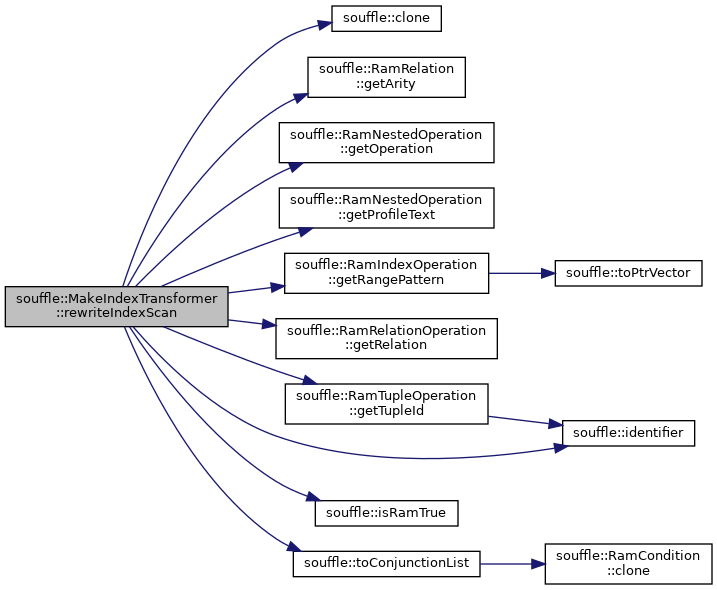 souffle::clone
souffle::RamRelation
::getArity
souffle::RamNestedOperation
::getOperation
souffle::RamNestedOperation
::getProfileText
souffle::MakeIndexTransformer
::rewriteIndexScan
souffle::RamIndexOperation
::getRangePattern
souffle::toPtrVector
souffle::RamRelationOperation
::getRelation
souffle::RamTupleOperation
::getTupleId
souffle::identifier
souffle::isRamTrue
souffle::toConjunctionList
souffle::RamCondition
::clone